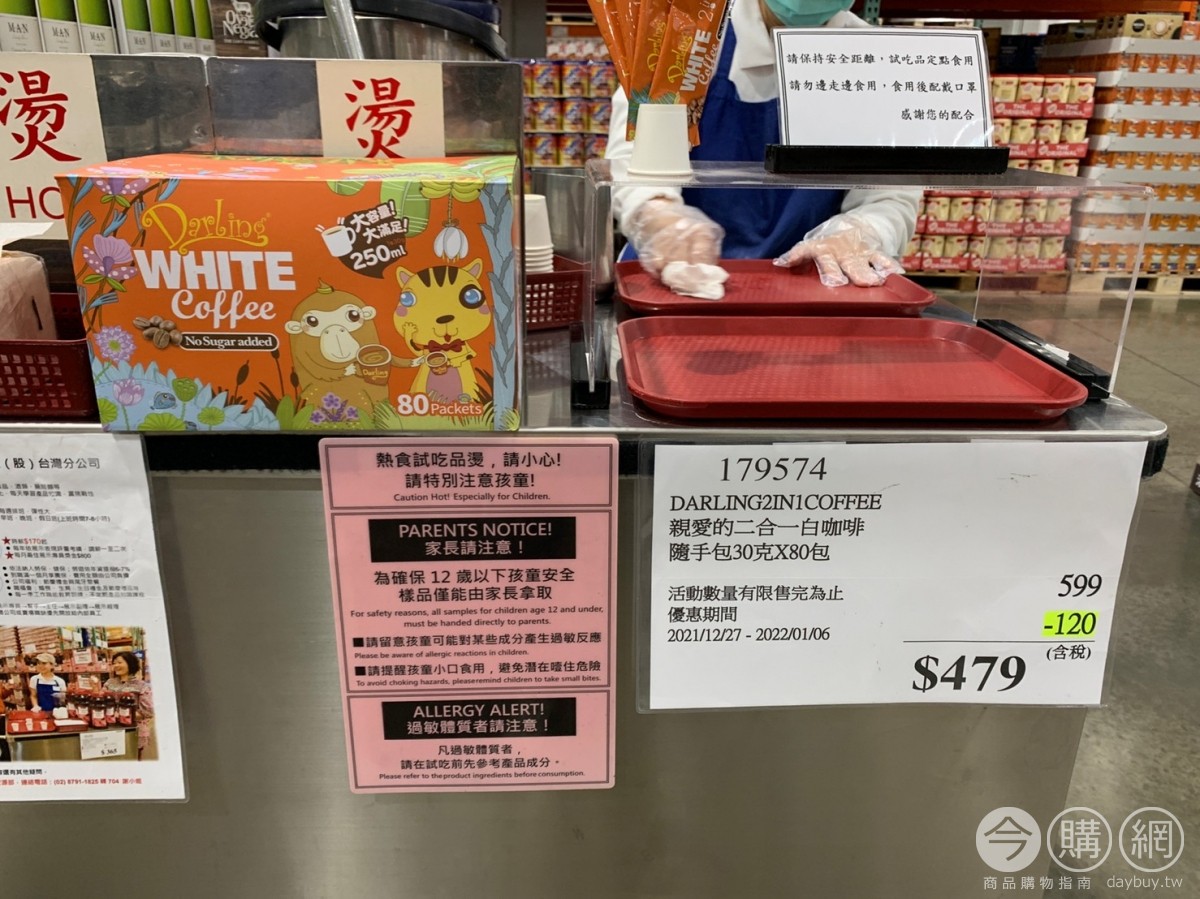 MAN
MAN
MAN
湯
湯
HO
Darling
WHITE
Coffee
No Sugar added
大容量!
大滿足!
250ml
Darling
80 Packets
Darling
WHITE
Coffee
請保持安全距離，試吃品定點食用
請勿邊走邊食用，食用後配戴口罩
感謝您的配合
（股）台灣分公司
$ 365
熱食試吃品燙，請小心!
請特別注意孩童!
Caution Hot! Especially for Children.
PARENTS NOTICE!
家長請注意！
為確保 12 歲以下孩童安全
樣品僅能由家長拿取
For safety reasons, all samples for children age 12 and under,
must be handed directly to parents.
■請留意孩童可能對某些成分產生過敏反應
Please be aware of allergic reactions in children.
■請提醒孩童小口食用，避免潛在噎住危險
To avoid choking hazards, pleaseremind children to take small bites.
ALLERGY ALERT!
過敏體質者請注意！
凡過敏體質者，
請在試吃前先參考產品成分。
Please refer to theproduct ingredients before consumption.
179574
DARLING2IN1COFFEE
親愛的二合一白咖啡
隨手包30克X80包
活動數量有限售完為止
優惠期間
2021/12/27 - 2022/01/06
599
-120
(含稅)
$479
今購網
商品購物指南 daybuy.tw